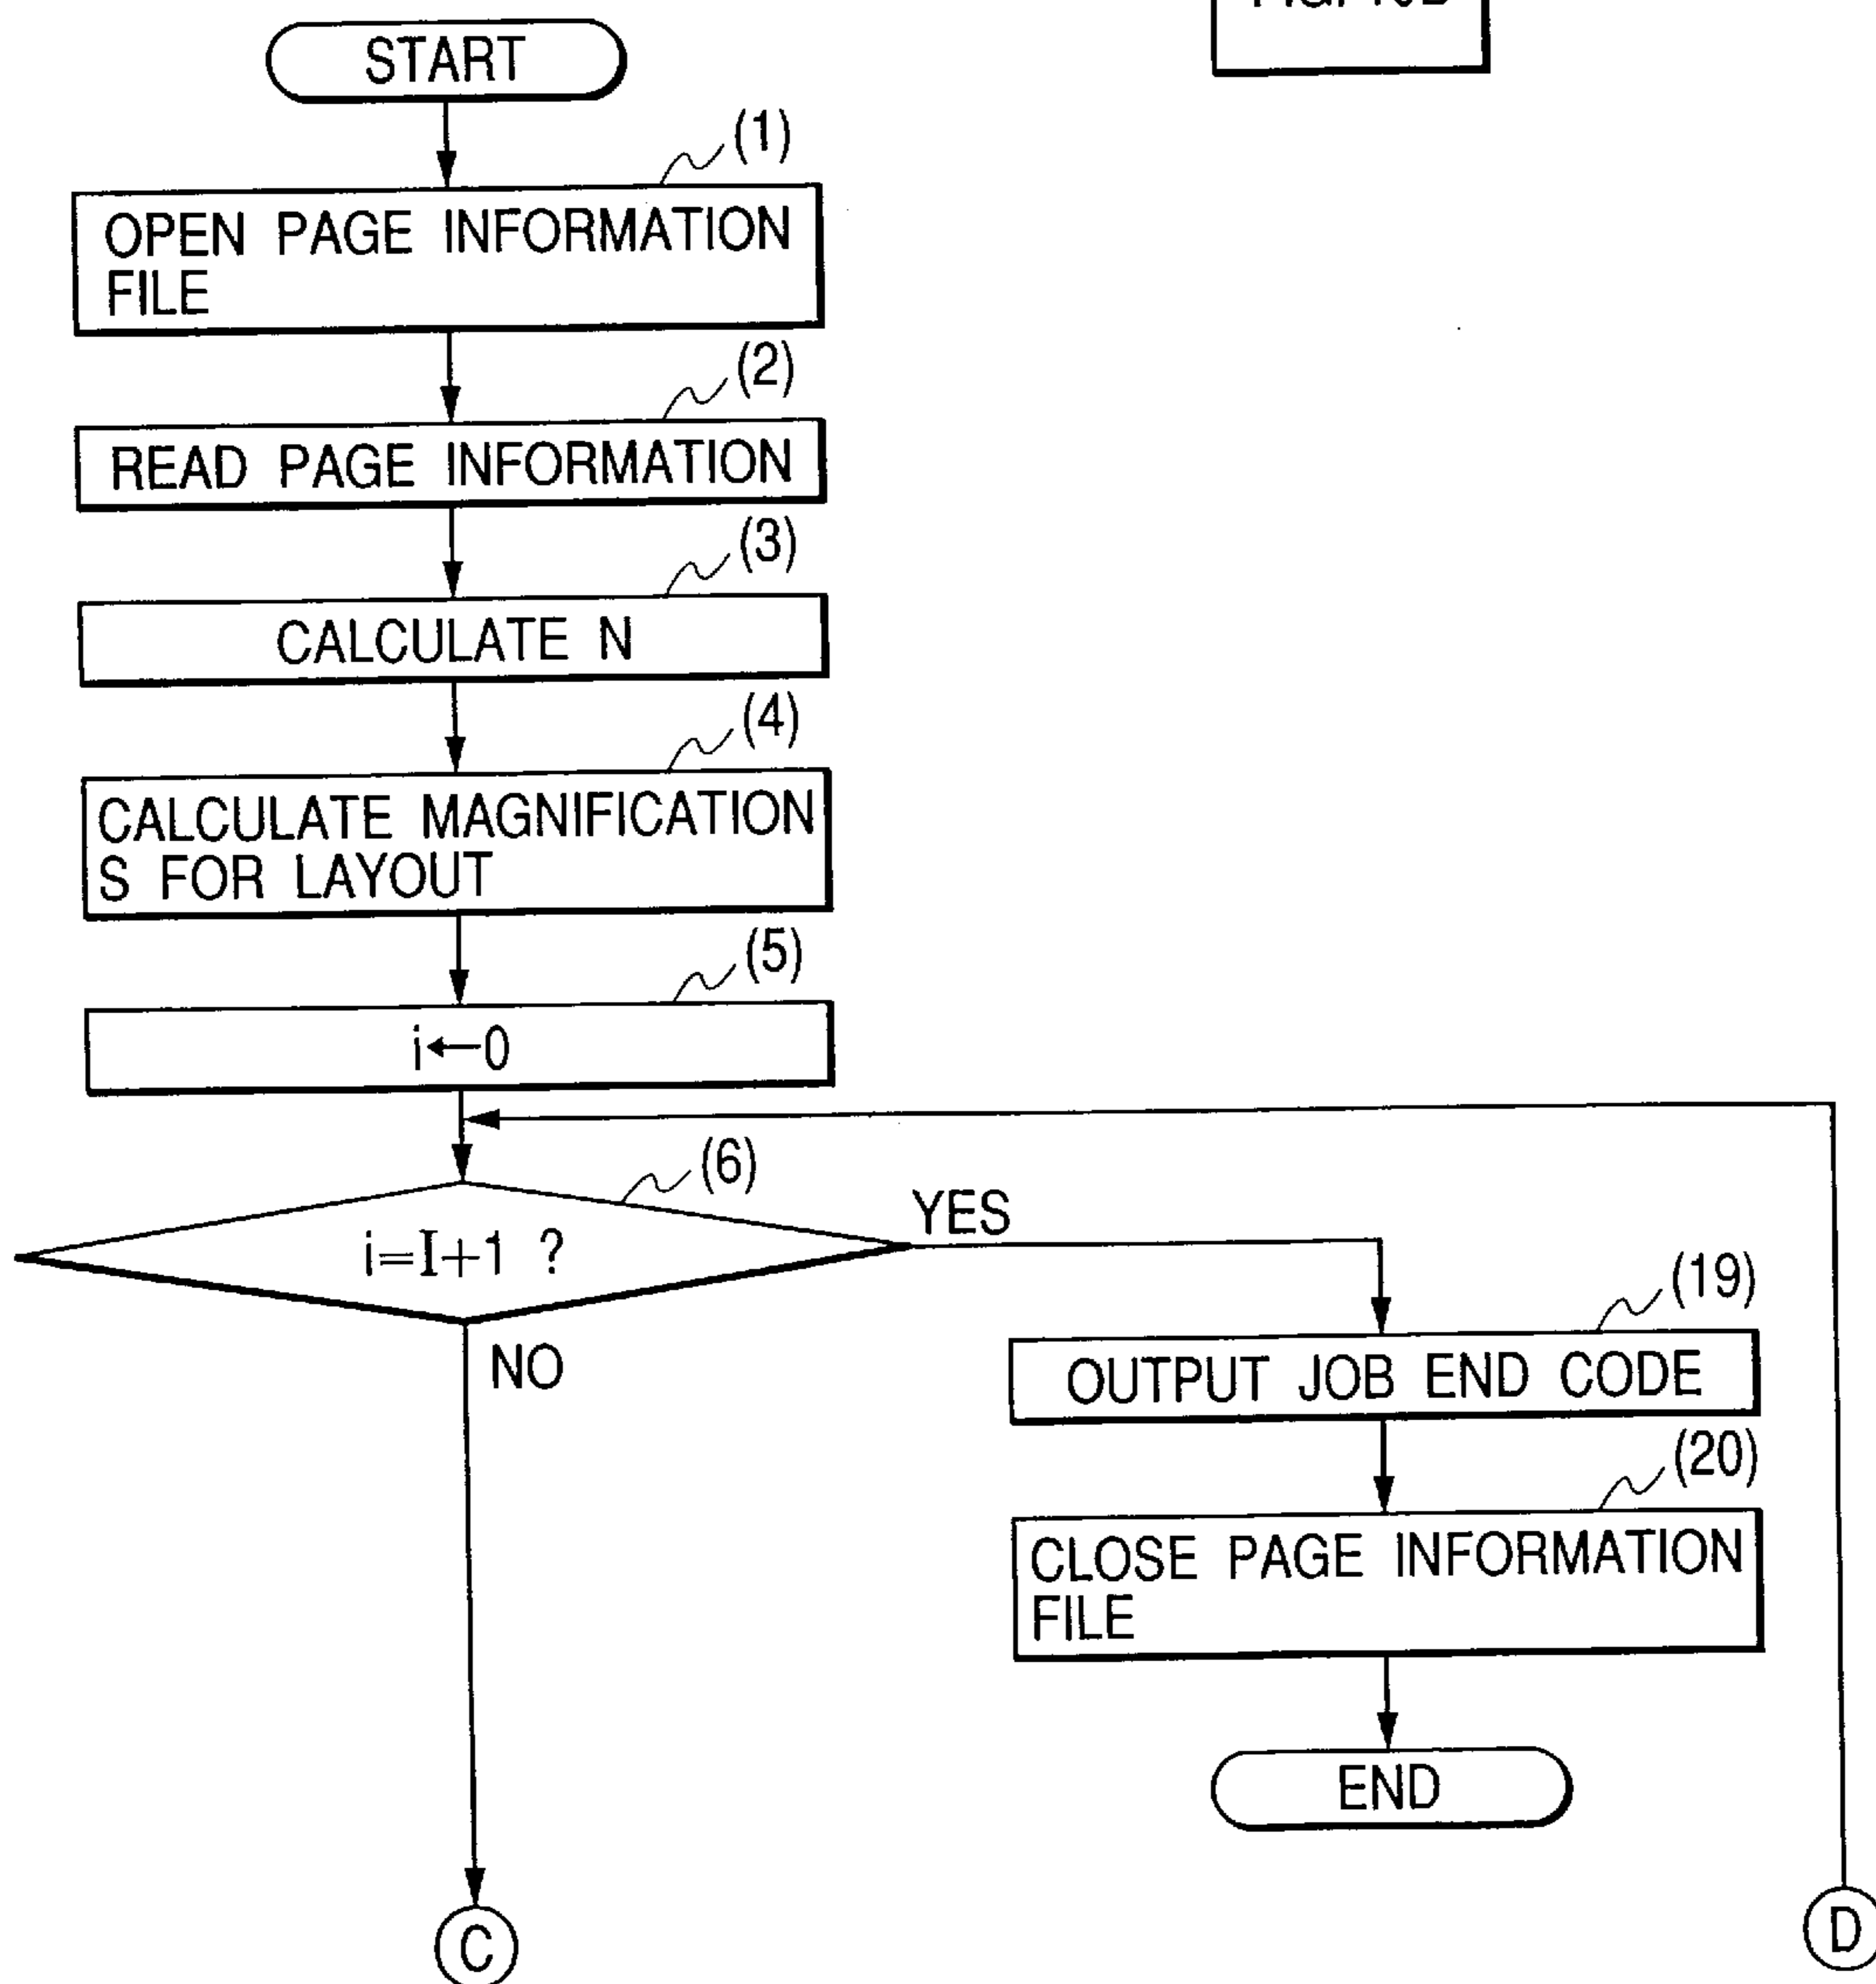 START
(1)
OPEN PAGE INFORMATION
FILE
(2)
READ PAGE INFORMATION
(3)
CALCULATE N
(4)
CALCULATE MAGNIFICATION
S FOR LAYOUT
(5)
i←0
(6)
i=I+1 ?
YES
NO
(19)
OUTPUT JOB END CODE
(20)
CLOSE PAGE INFORMATION
FILE
END
C
D